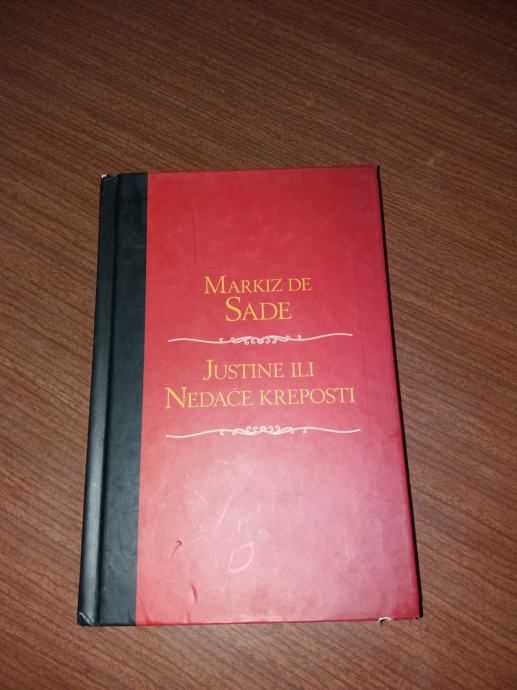 MARKIZ DE
SADE
JUSTINE ILI
NEDAĆE KREPOSTI